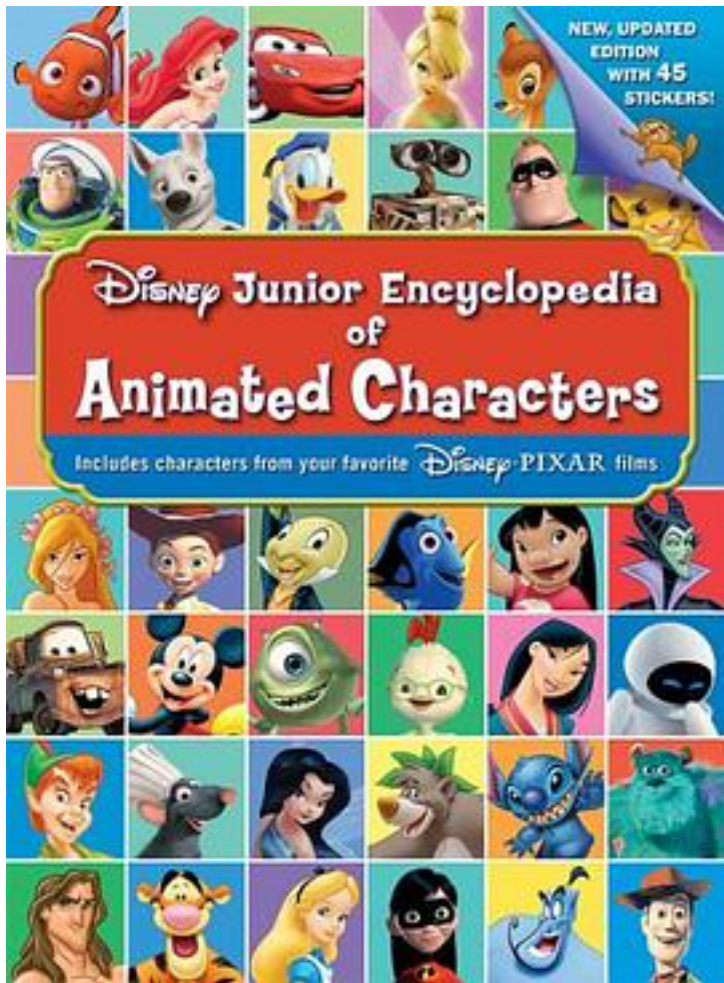 NEW, UPDATED
EDITION
WITH 45
STICKERS!
Disney Junior Encyclopedia
of
Animated Characters
Includes characters from your favorite Disney·PIXAR films